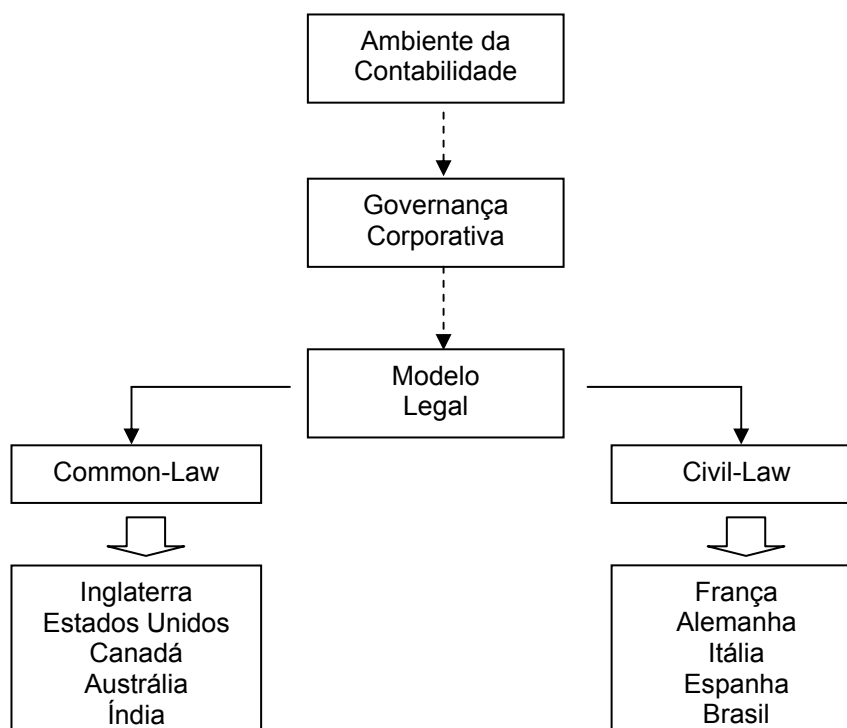 Ambiente da
Contabilidade
Governança
Corporativa
Modelo
Legal
Common-Law
Civil-Law
Inglaterra
Estados Unidos
Canadá
Austrália
Índia
França
Alemanha
Itália
Espanha
Brasil